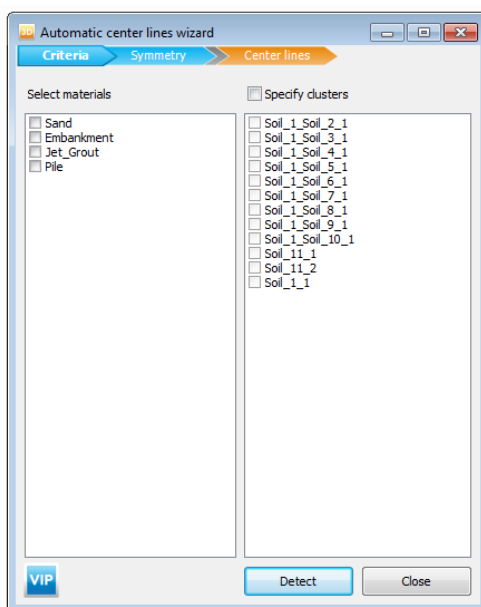 3D Automatic center lines wizard
Criteria Symmetry Center lines
Select materials
Specify clusters
Sand
Embankment
Jet_Grout
Pile
Soil_1_Soil_2_1
Soil_1_Soil_3_1
Soil_1_Soil_4_1
Soil_1_Soil_5_1
Soil_1_Soil_6_1
Soil_1_Soil_7_1
Soil_1_Soil_8_1
Soil_1_Soil_9_1
Soil_1_Soil_10_1
Soil_11_1
Soil_11_2
Soil_1_1
VIP
Detect
Close